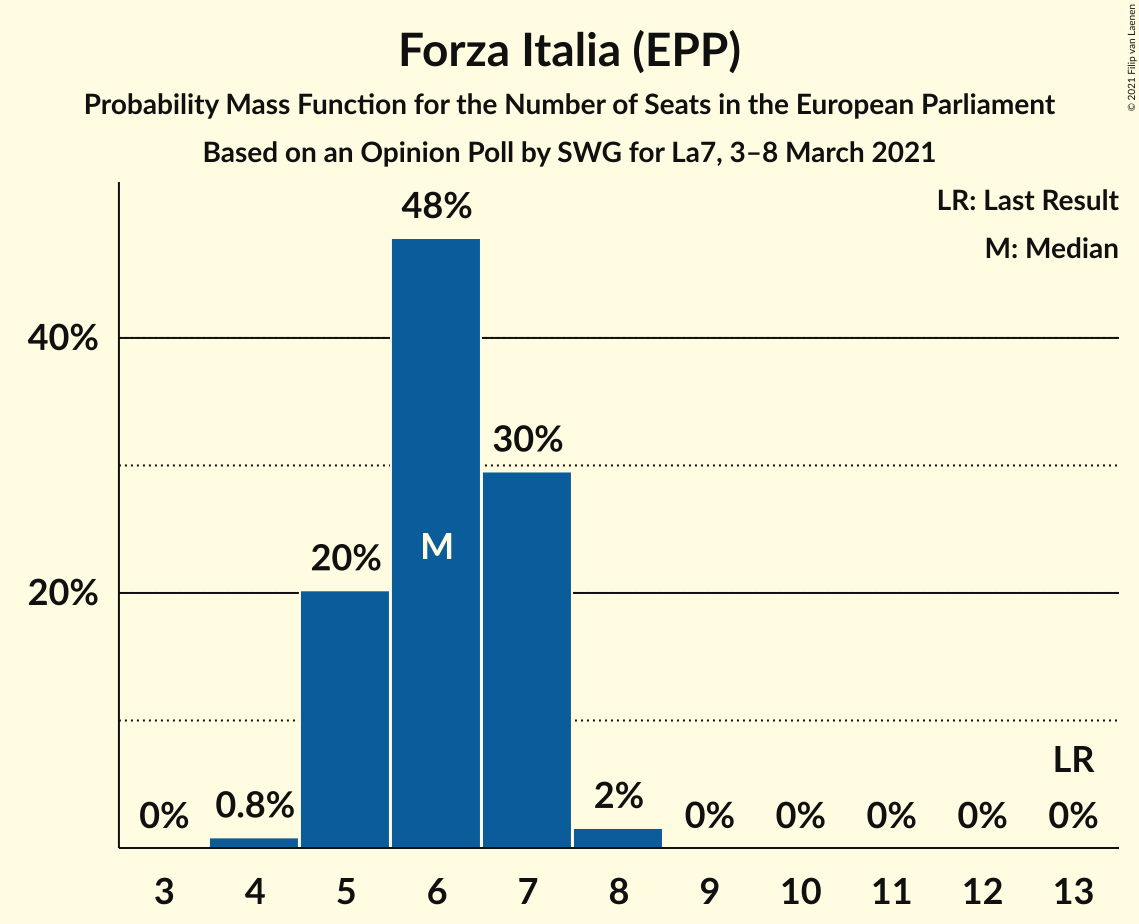 Forza Italia (EPP)
Probability Mass Function for the Number of Seats in the European Parliament
Based on an Opinion Poll by SWG for La7, 3–8 March 2021
© 2021 Filip van Laenen
LR: Last Result
M: Median
48%
40%
30%
M
20%
20%
LR
0%
0.8%
2%
0%
0%
0%
0%
0%
3 4 5 6 7 8 9 10 11 12 13